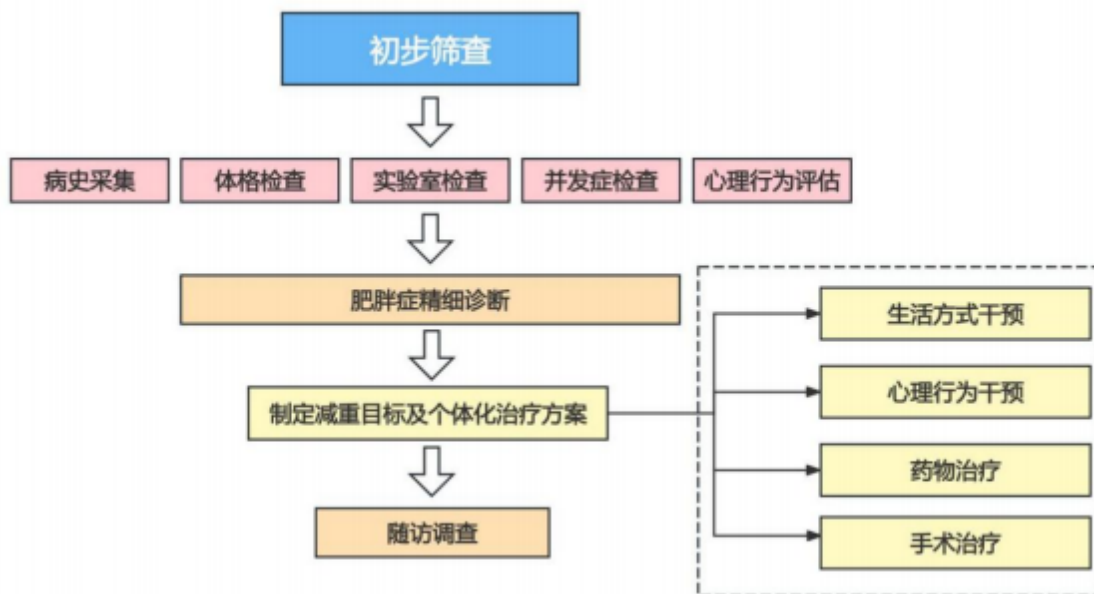 初步筛查
病史采集
体格检查
实验室检查
并发症检查
心理行为评估
肥胖症精细诊断
制定减重目标及个体化治疗方案
随访调查
生活方式干预
心理行为干预
药物治疗
手术治疗